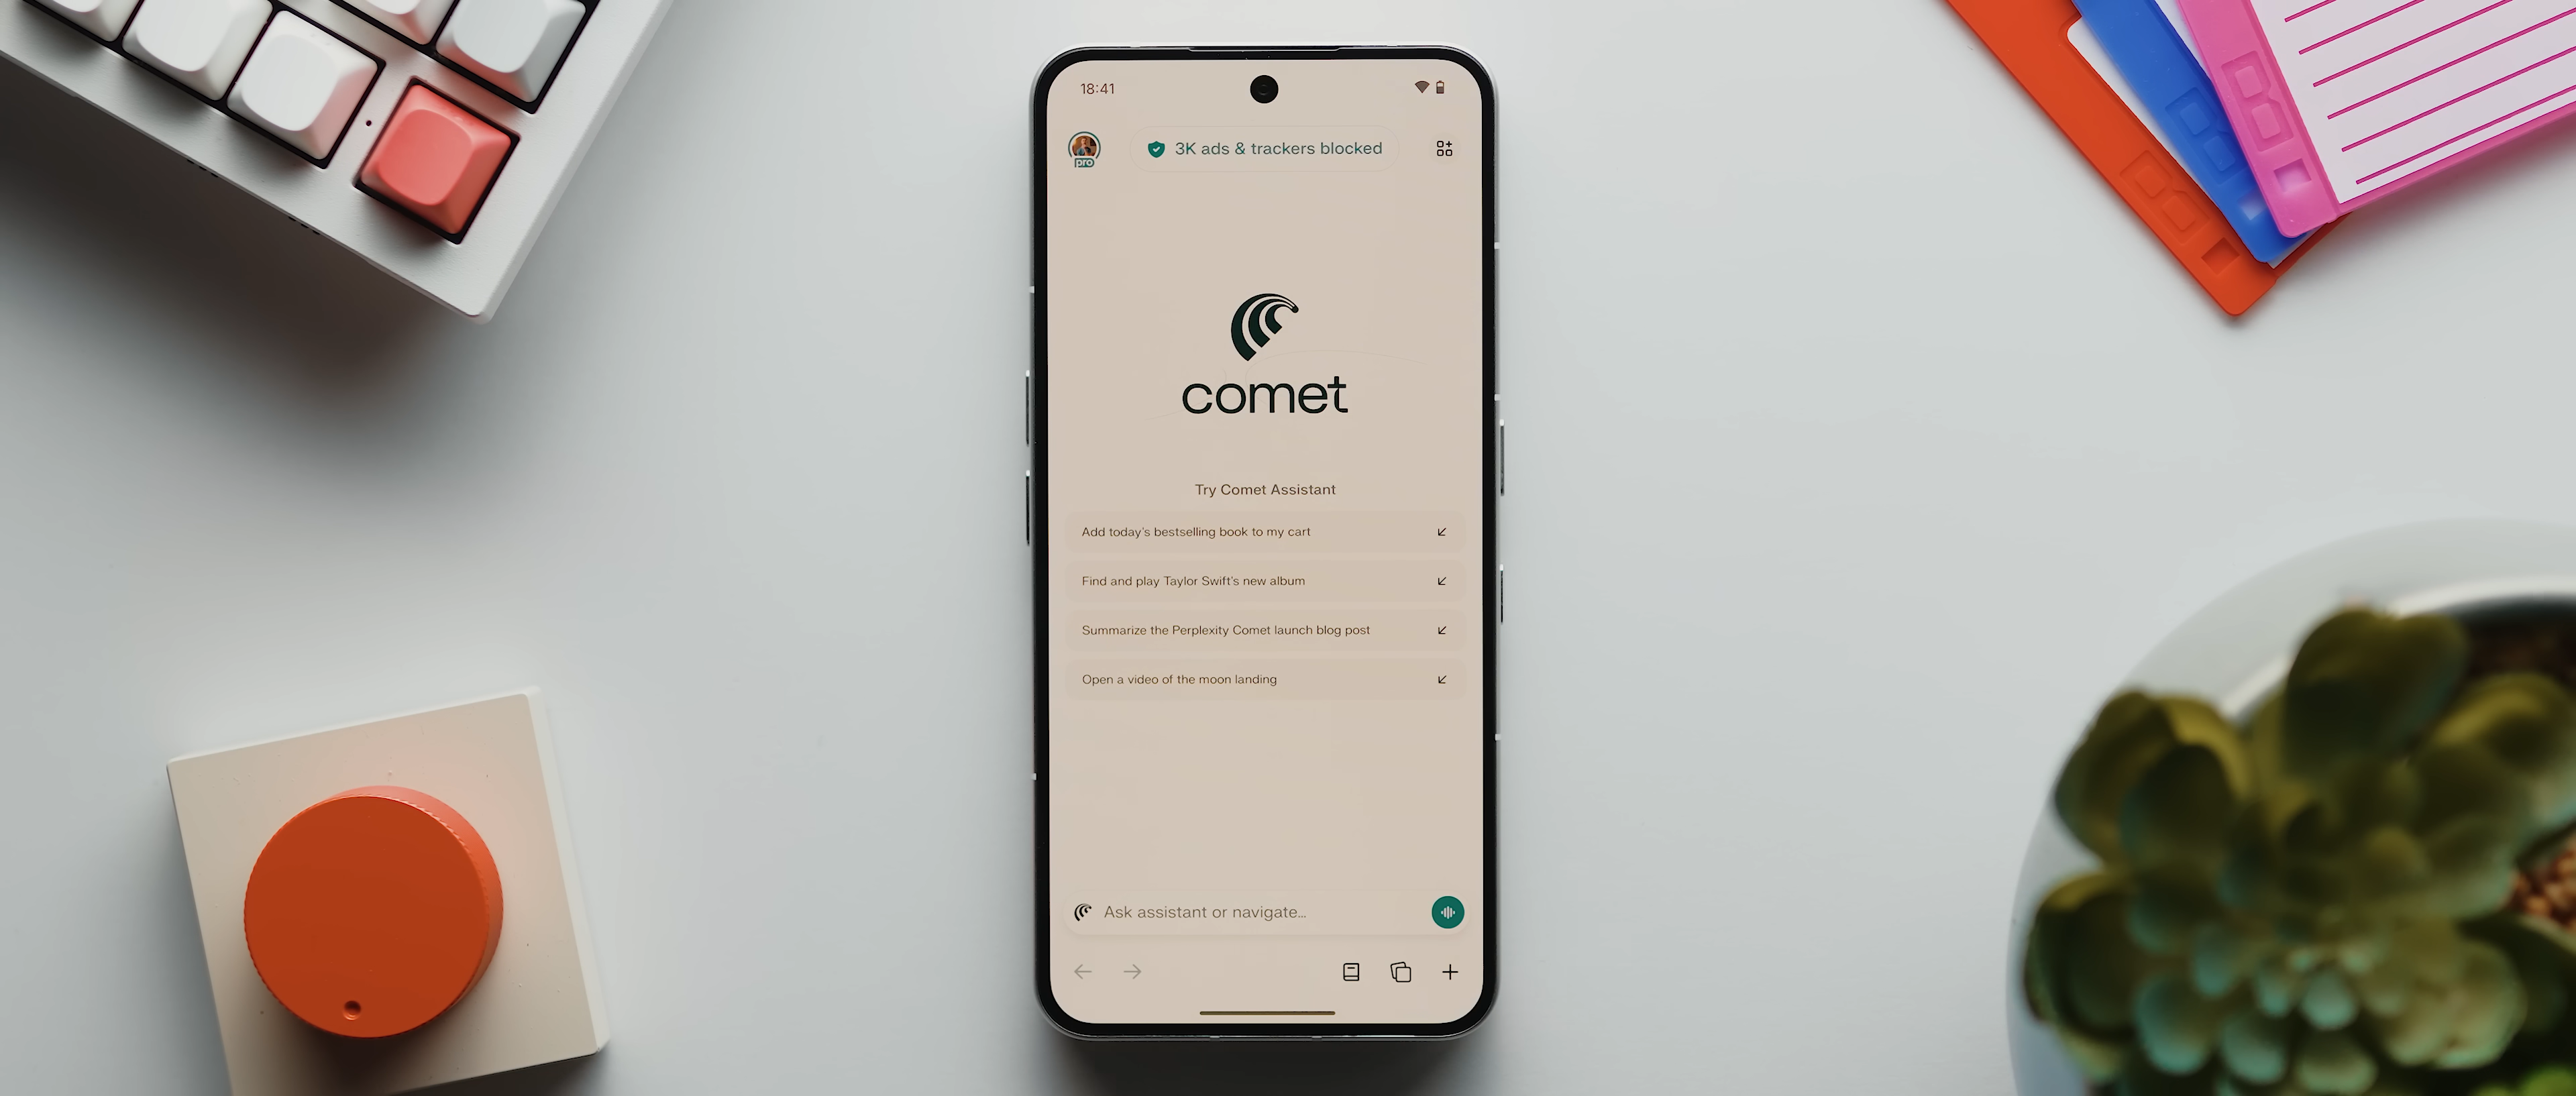 18:41
pro
3K ads & trackers blocked
comet
Try Comet Assistant
Add today's bestselling book to my cart
Find and play Taylor Swift's new album
Summarize the Perplexity Comet launch blog post
Open a video of the moon landing
Ask assistant or navigate...